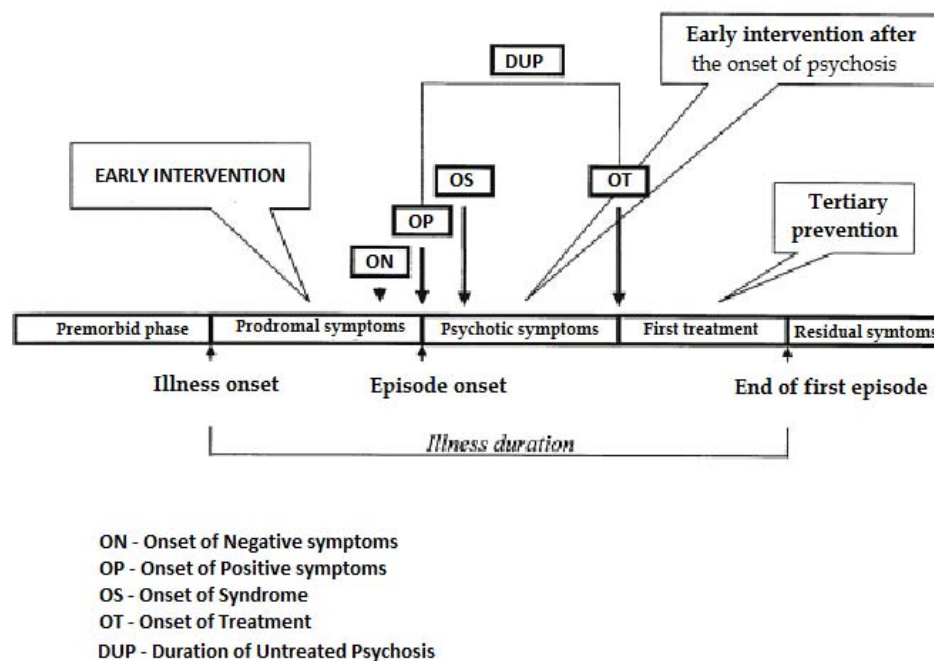 DUP
Early intervention after
the onset of psychosis
EARLY INTERVENTION
OS
OT
OP
Tertiary
prevention
ON
Premorbid phase
Prodromal symptoms
Psychotic symptoms
First treatment
Residual symtoms
Illness onset
Episode onset
End of first episode
Illness duration
ON - Onset of Negative symptoms
OP - Onset of Positive symptoms
OS - Onset of Syndrome
OT - Onset of Treatment
DUP - Duration of Untreated Psychosis